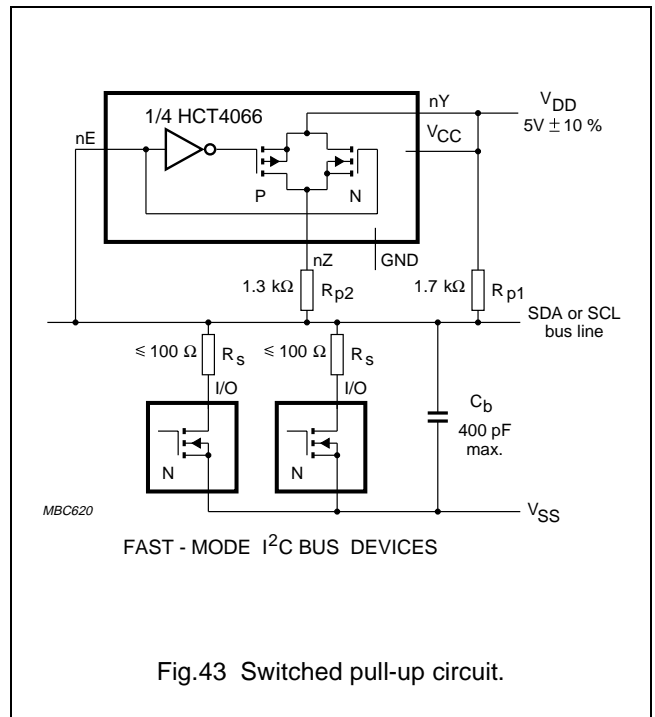 1/4 HCT4066
nY
V_DD
5V ± 10 %
nE
V_CC
P
N
nZ
GND
1.3 kΩ
R_p2
1.7 kΩ
R_p1
SDA or SCL
bus line
≤ 100 Ω
R_s
≤ 100 Ω
R_s
I/O
I/O
C_b
400 pF
max.
N
N
MBC620
V_SS
FAST - MODE I²C BUS DEVICES
Fig.43 Switched pull-up circuit.